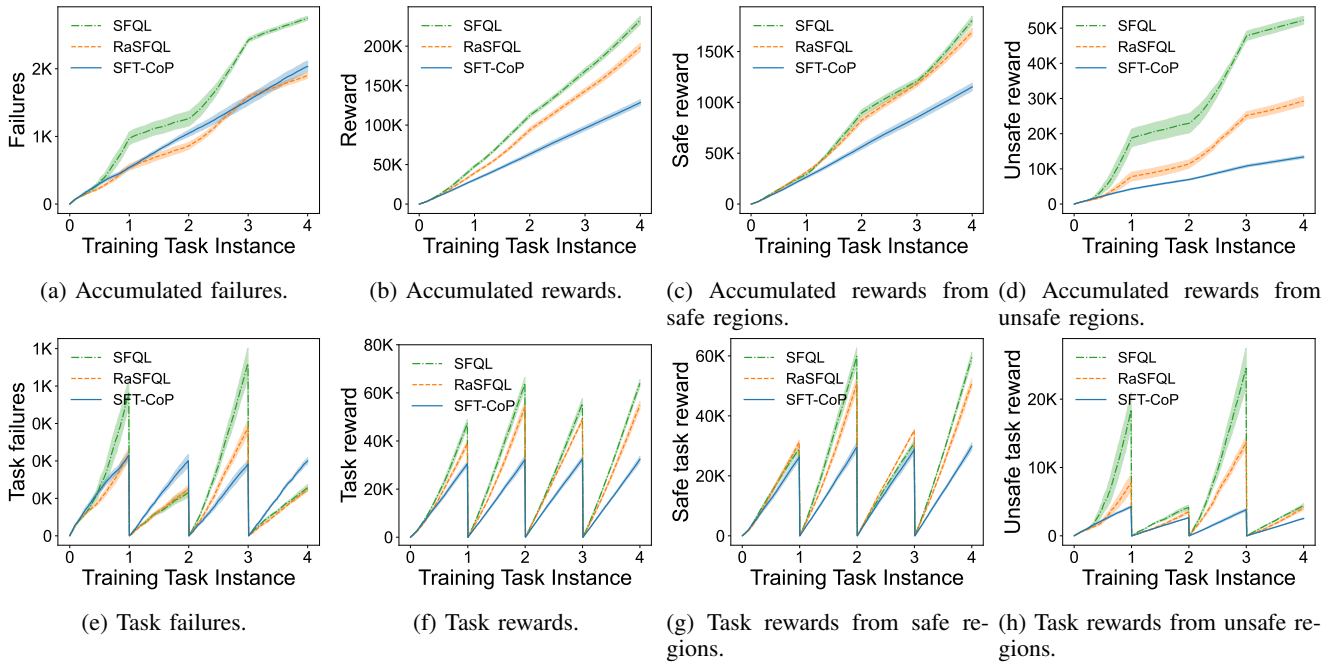 SFQL
RaSFQL
SFT-CoP
Failures
2K
1K
0
0 1 2 3 4
Training Task Instance
(a) Accumulated failures.
SFQL
RaSFQL
SFT-CoP
Reward
200K
150K
100K
50K
0
0 1 2 3 4
Training Task Instance
(b) Accumulated rewards.
SFQL
RaSFQL
SFT-CoP
Safe reward
150K
100K
50K
0
0 1 2 3 4
Training Task Instance
(c) Accumulated rewards from
safe regions.
SFQL
RaSFQL
SFT-CoP
Unsafe reward
50K
40K
30K
20K
10K
0
0 1 2 3 4
Training Task Instance
(d) Accumulated rewards from
unsafe regions.
SFQL
RaSFQL
SFT-CoP
Task failures
1K
1K
0K
0K
0K
0
0 1 2 3 4
Training Task Instance
(e) Task failures.
SFQL
RaSFQL
SFT-CoP
Task reward
80K
60K
40K
20K
0
0 1 2 3 4
Training Task Instance
(f) Task rewards.
SFQL
RaSFQL
SFT-CoP
Safe task reward
60K
40K
20K
0
0 1 2 3 4
Training Task Instance
(g) Task rewards from safe re-
gions.
SFQL
RaSFQL
SFT-CoP
Unsafe task reward
20K
10K
0
0 1 2 3 4
Training Task Instance
(h) Task rewards from unsafe re-
gions.